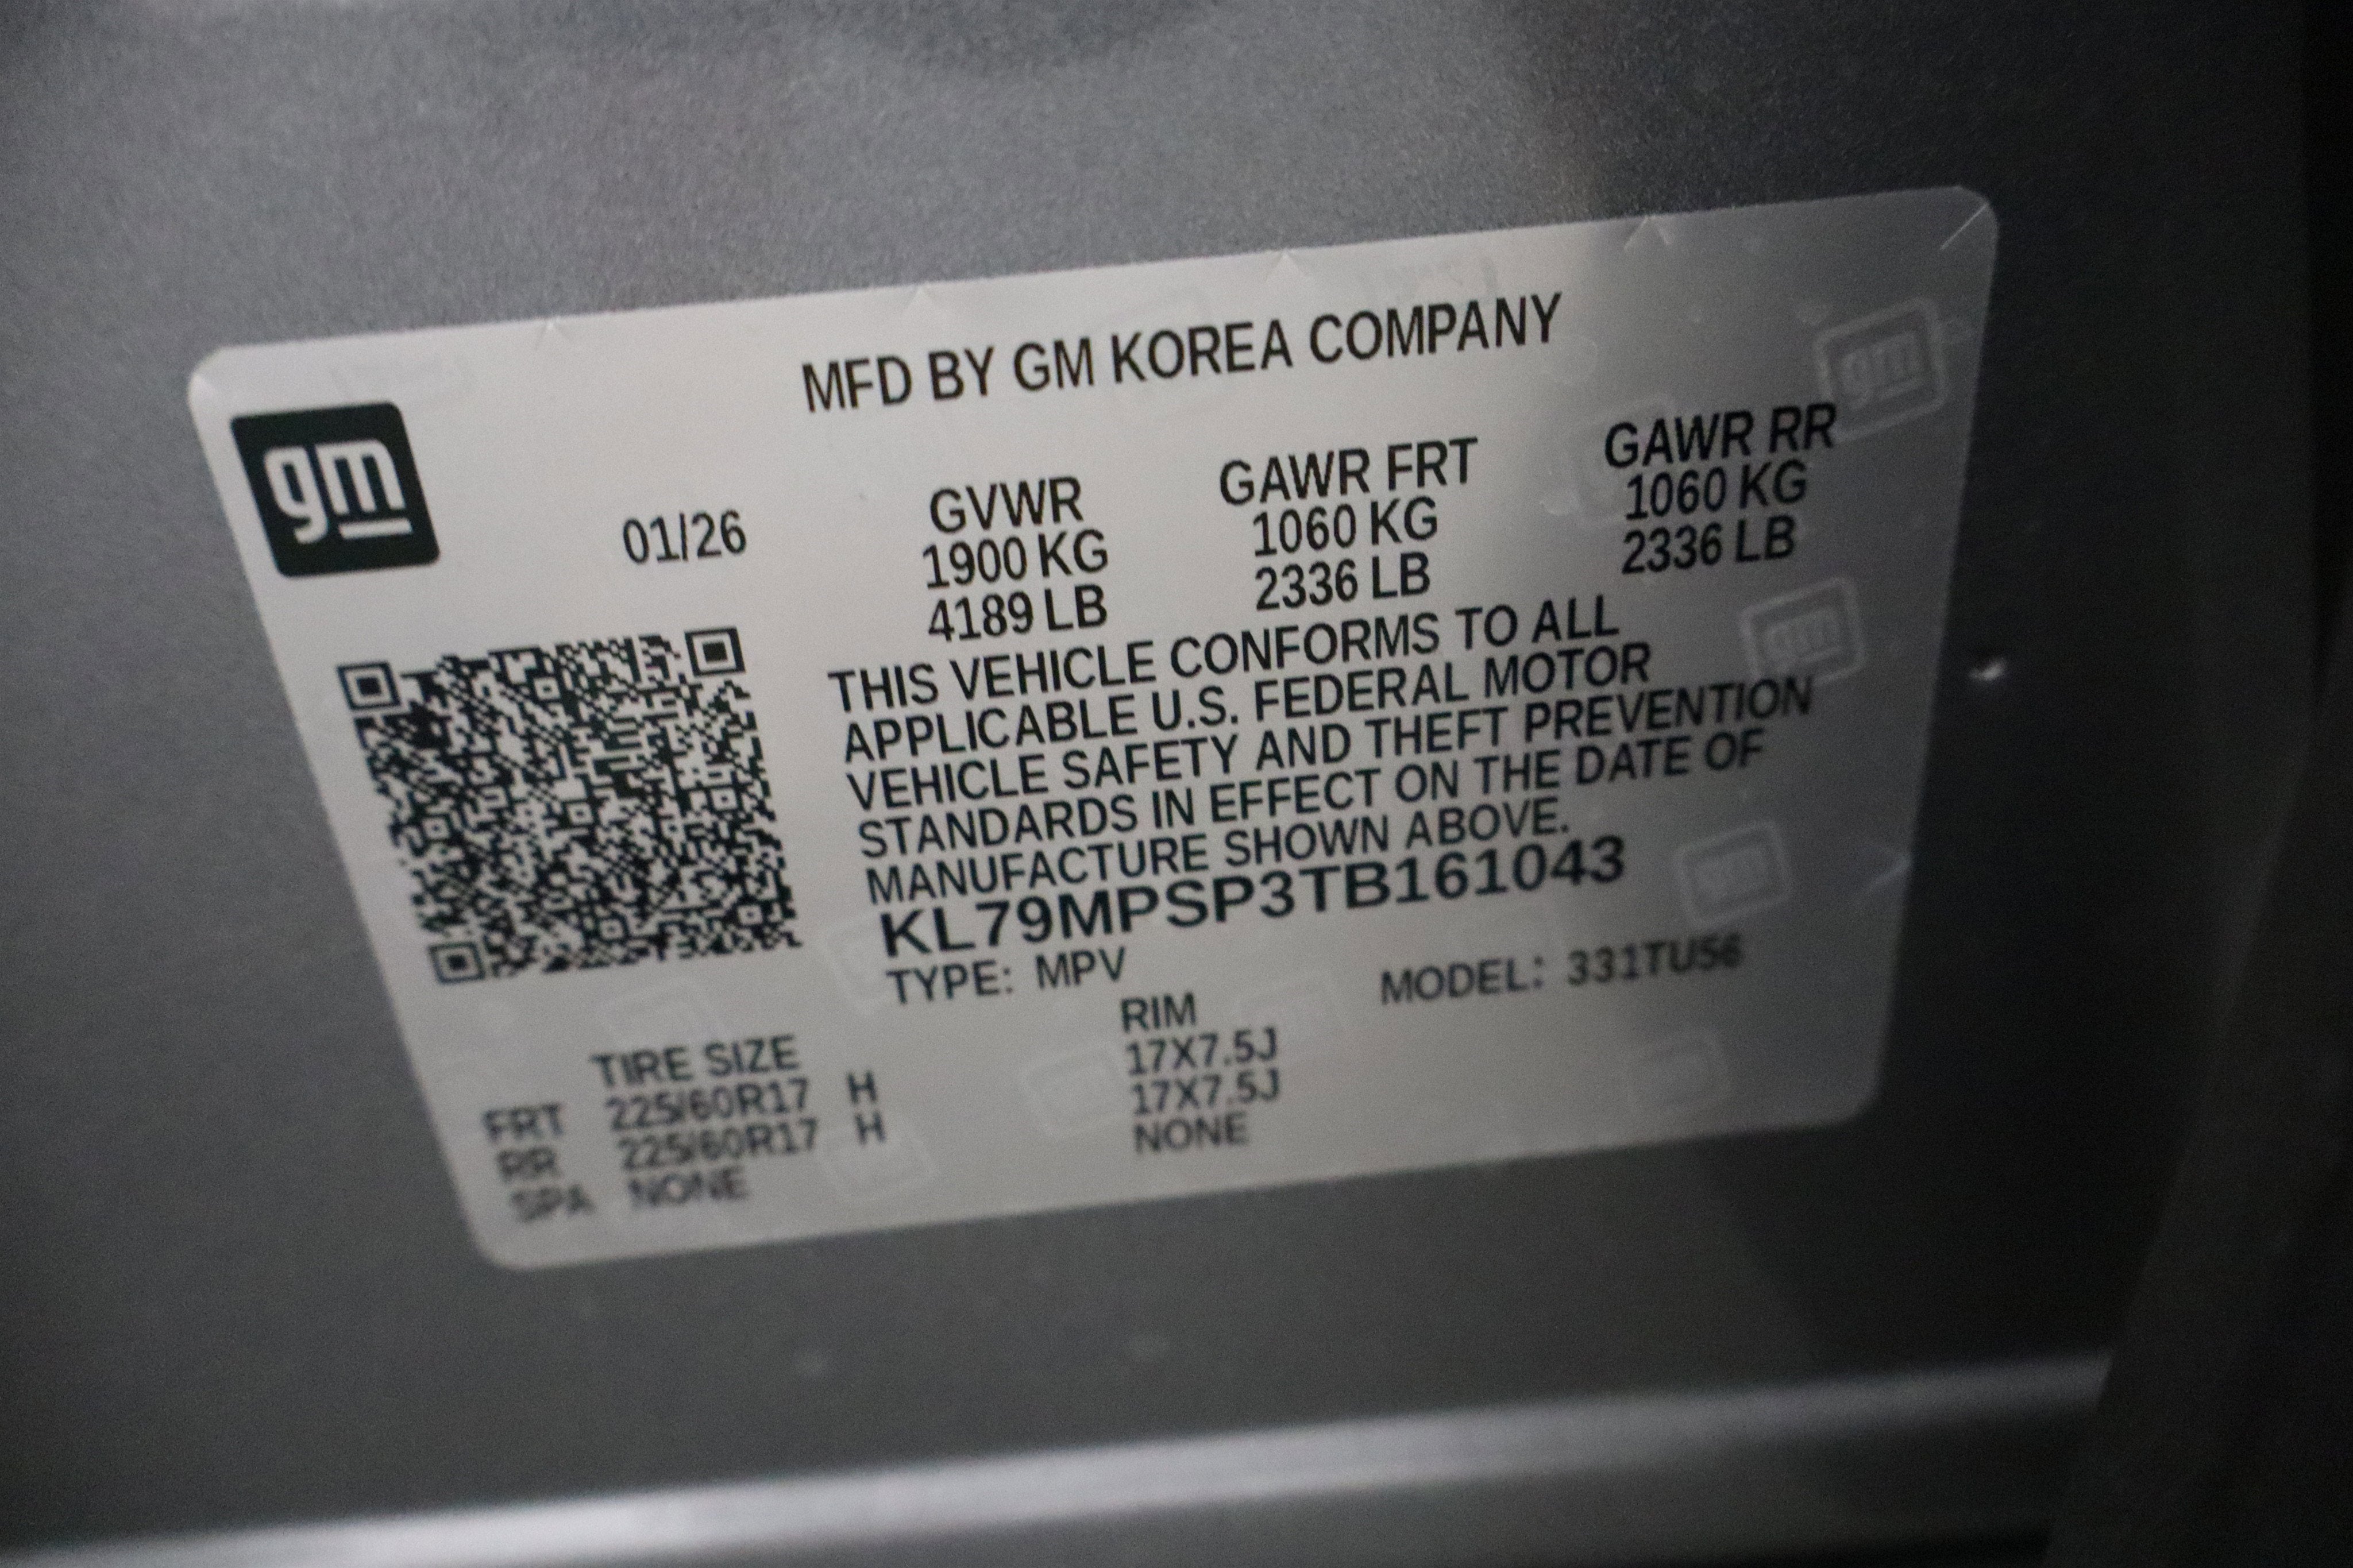 MFD BY GM KOREA COMPANY
gm
01/26
GVWR GAWR FRT GAWR RR
1900 KG 1060 KG 1060 KG
4189 LB 2336 LB 2336 LB
THIS VEHICLE CONFORMS TO ALL
APPLICABLE U.S. FEDERAL MOTOR
VEHICLE SAFETY AND THEFT PREVENTION
STANDARDS IN EFFECT ON THE DATE OF
MANUFACTURE SHOWN ABOVE.
KL79MPSP3TB161043
TYPE: MPV MODEL: 331TU56
TIRE SIZE RIM
FRT 225/60R17 H 17X7.5J
RR 225/60R17 H 17X7.5J
SPA NONE NONE